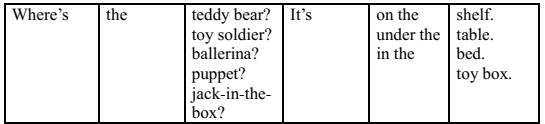 Where's the teddy bear? It's on the shelf.
toy soldier? under the table.
ballerina? in the bed.
puppet? toy box.
jack-in-the-
box?